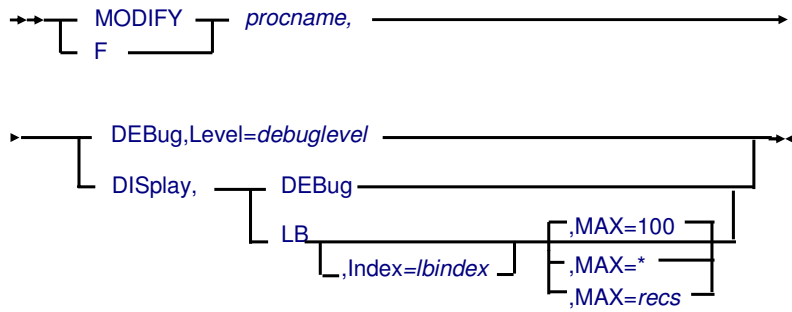 MODIFY procname,
F
DEBug,Level=debuglevel
DISplay, DEBug
LB ,MAX=100
,Index=lbindex ,MAX=*
,MAX=recs